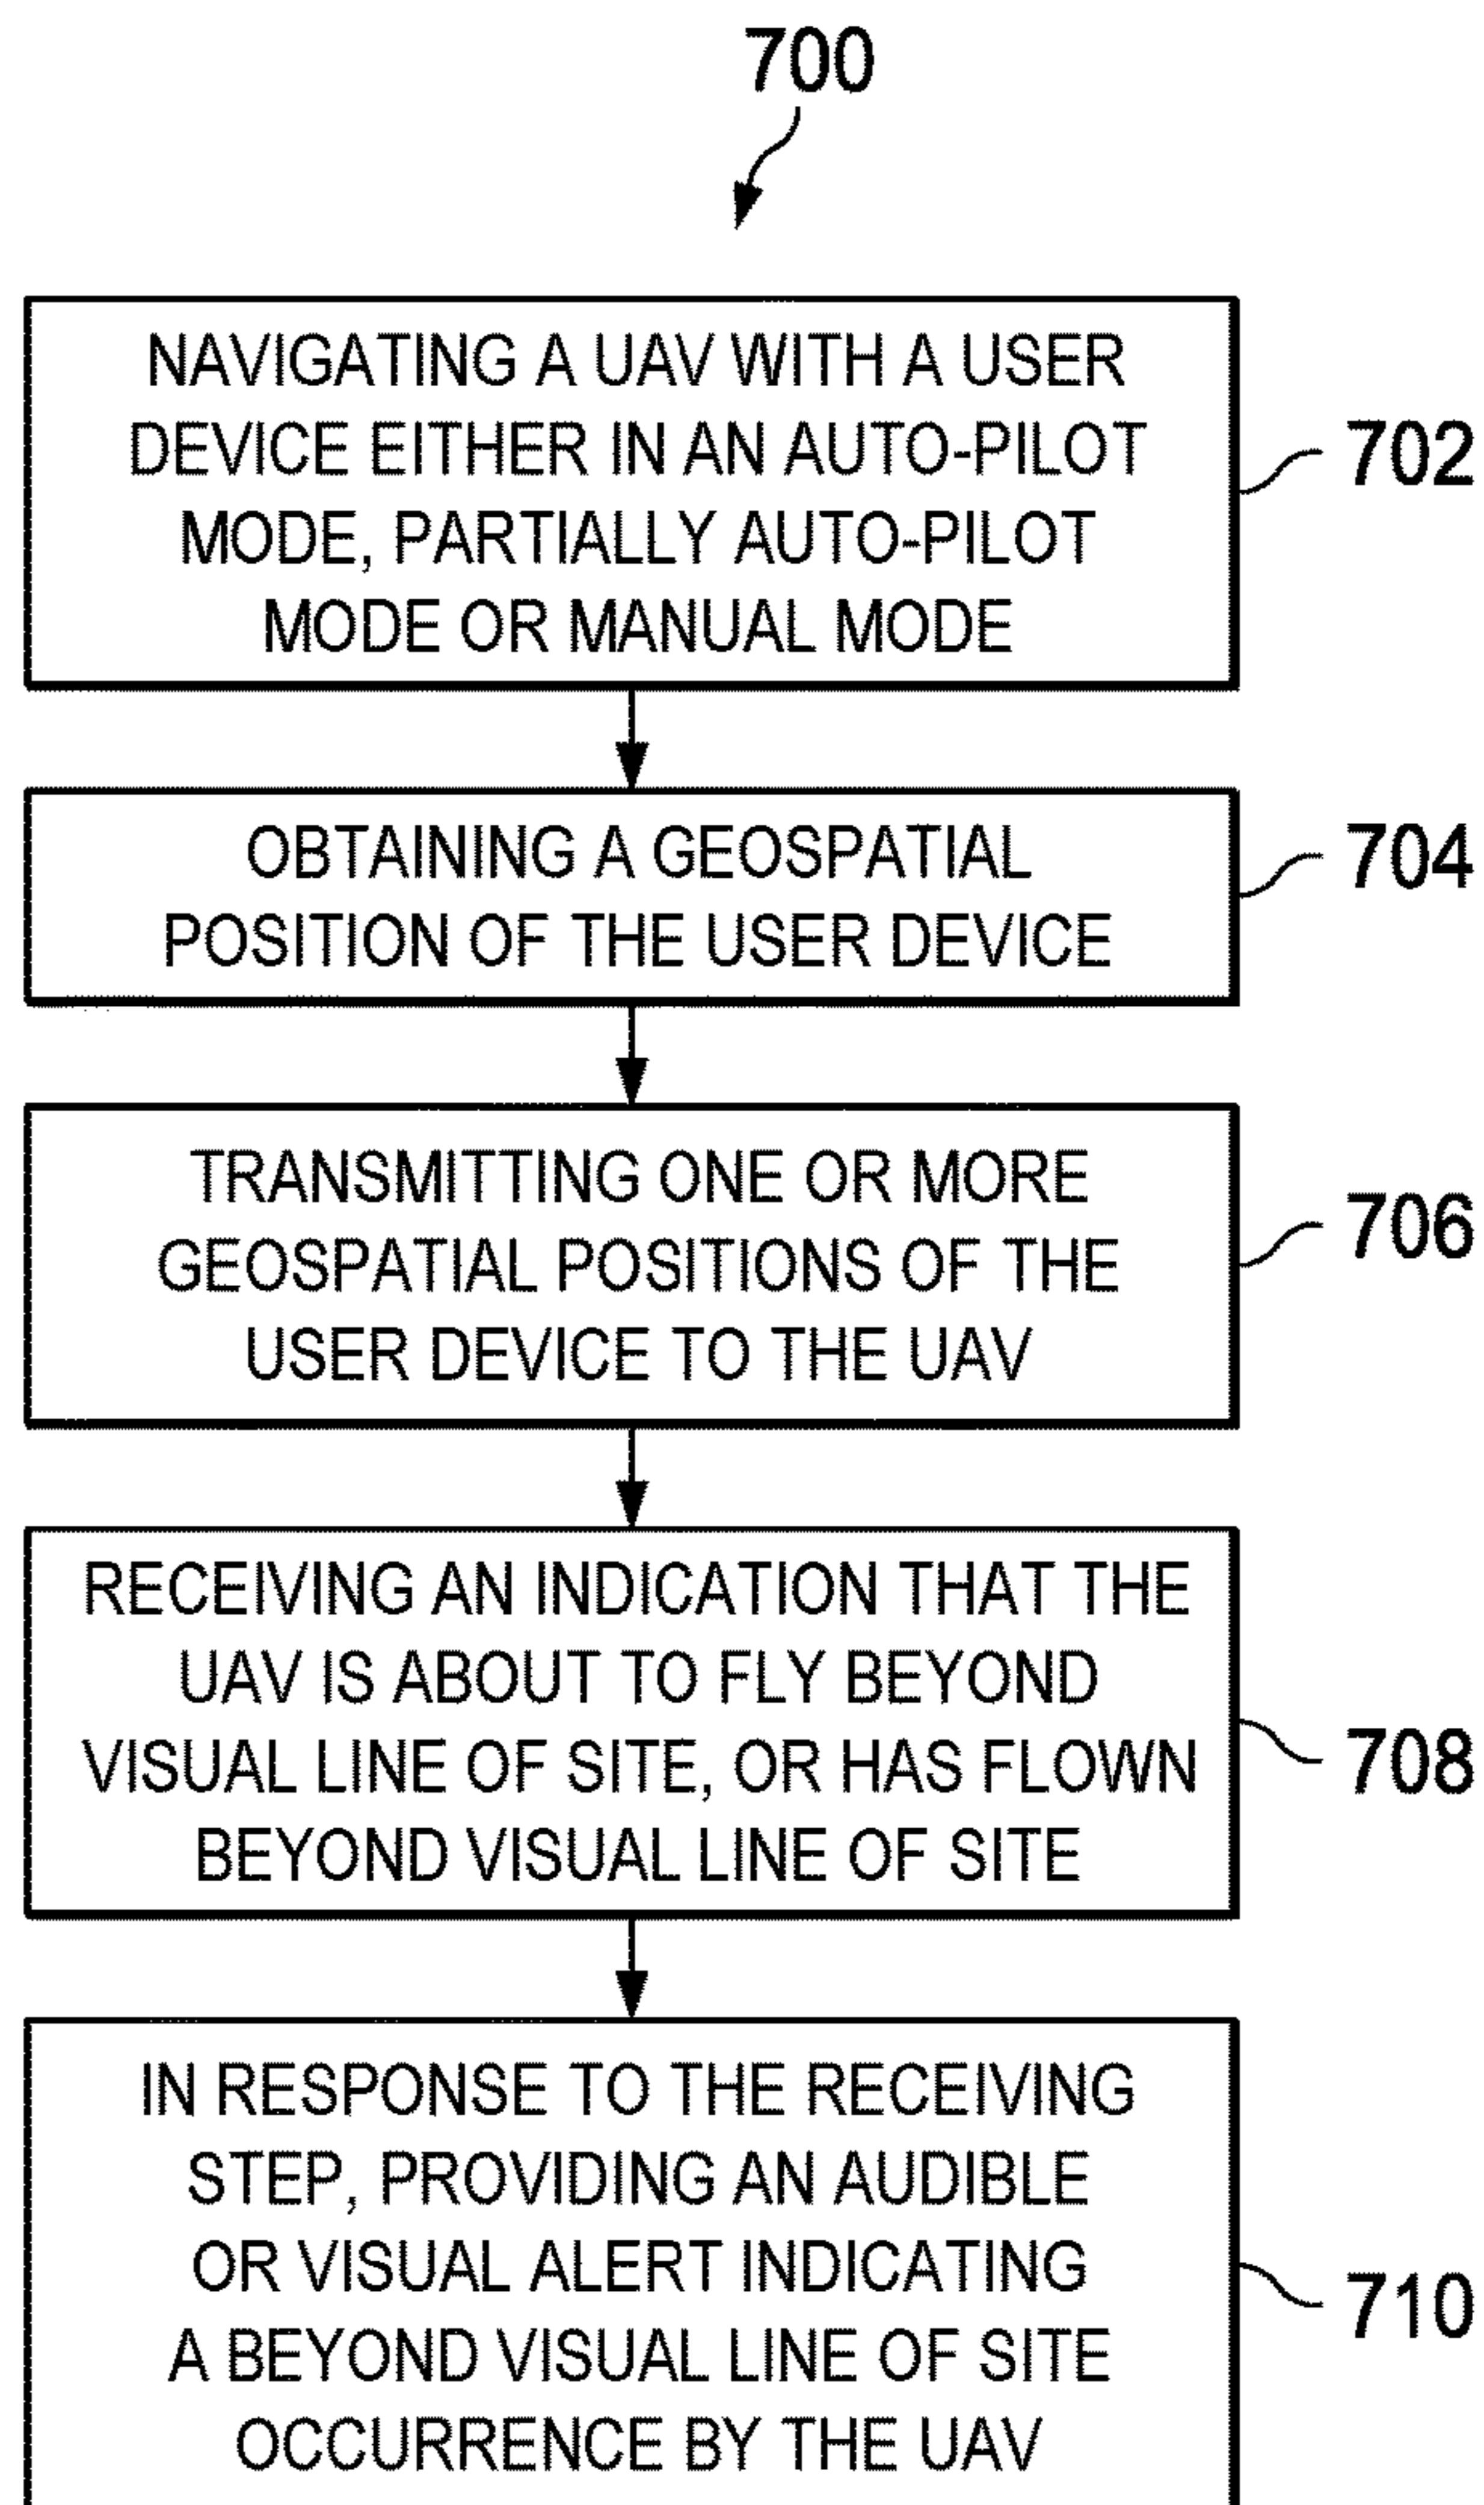 700
NAVIGATING A UAV WITH A USER
DEVICE EITHER IN AN AUTO-PILOT
MODE, PARTIALLY AUTO-PILOT
MODE OR MANUAL MODE
702
OBTAINING A GEOSPATIAL
POSITION OF THE USER DEVICE
704
TRANSMITTING ONE OR MORE
GEOSPATIAL POSITIONS OF THE
USER DEVICE TO THE UAV
706
RECEIVING AN INDICATION THAT THE
UAV IS ABOUT TO FLY BEYOND
VISUAL LINE OF SITE, OR HAS FLOWN
BEYOND VISUAL LINE OF SITE
708
IN RESPONSE TO THE RECEIVING
STEP, PROVIDING AN AUDIBLE
OR VISUAL ALERT INDICATING
A BEYOND VISUAL LINE OF SITE
OCCURRENCE BY THE UAV
710